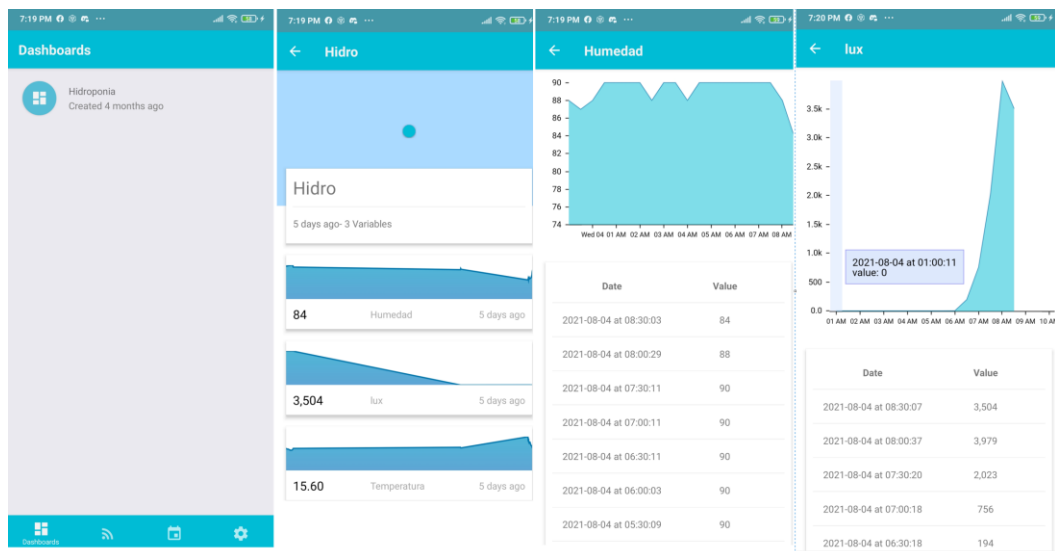 7:19 PM
Dashboards
Hidroponia
Created 4 months ago
Dashboards
7:19 PM
Hidro
Hidro
5 days ago- 3 Variables
84 Humedad 5 days ago
3,504 lux 5 days ago
15.60 Temperatura 5 days ago
7:19 PM
Humedad
90
88
86
84
82
80
78
76
74
Wed 04 01 AM 02 AM 03 AM 04 AM 05 AM 06 AM 07 AM 08 AM
Date Value
2021-08-04 at 08:30:03 84
2021-08-04 at 08:00:29 88
2021-08-04 at 07:30:11 90
2021-08-04 at 07:00:11 90
2021-08-04 at 06:30:11 90
2021-08-04 at 06:00:03 90
2021-08-04 at 05:30:09 90
7:20 PM
lux
3.5k
3.0k
2.5k
2.0k
1.5k
1.0k
500
0.0
2021-08-04 at 01:00:11
value: 0
01 AM 02 AM 03 AM 04 AM 05 AM 06 AM 07 AM 08 AM 09 AM 10 A
Date Value
2021-08-04 at 08:30:07 3,504
2021-08-04 at 08:00:37 3,979
2021-08-04 at 07:30:20 2,023
2021-08-04 at 07:00:18 756
2021-08-04 at 06:30:18 194